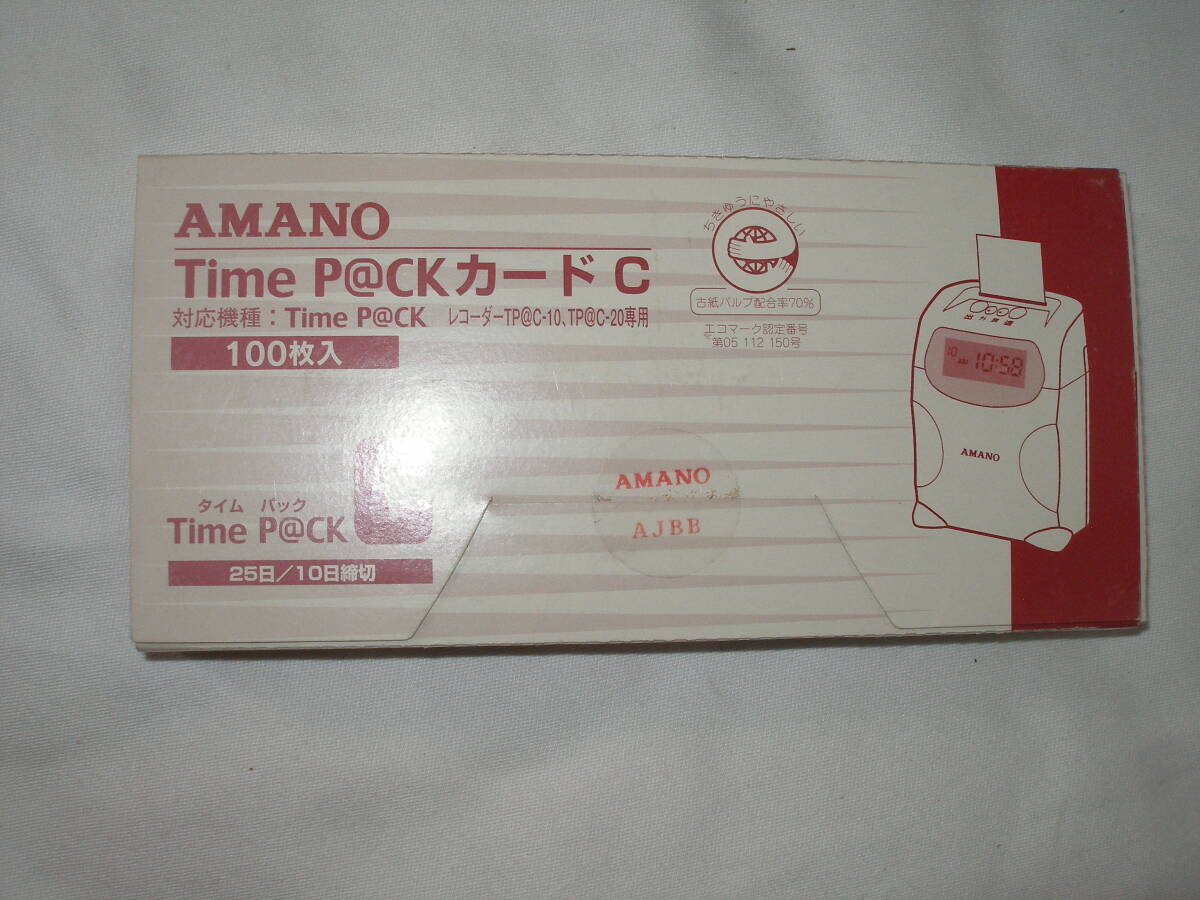 AMANO
Time P@CKカード C
対応機種：Time P@CK レコーダーTP@C-10、TP@C-20専用
100枚入
ちきゅうにやさしい
古紙パルプ配合率70%
エコマーク認定番号
第05 112 150号
10 AM 10:58
AMANO
AMANO
AJBB
タイム パック
Time P@CK
25日／10日締切